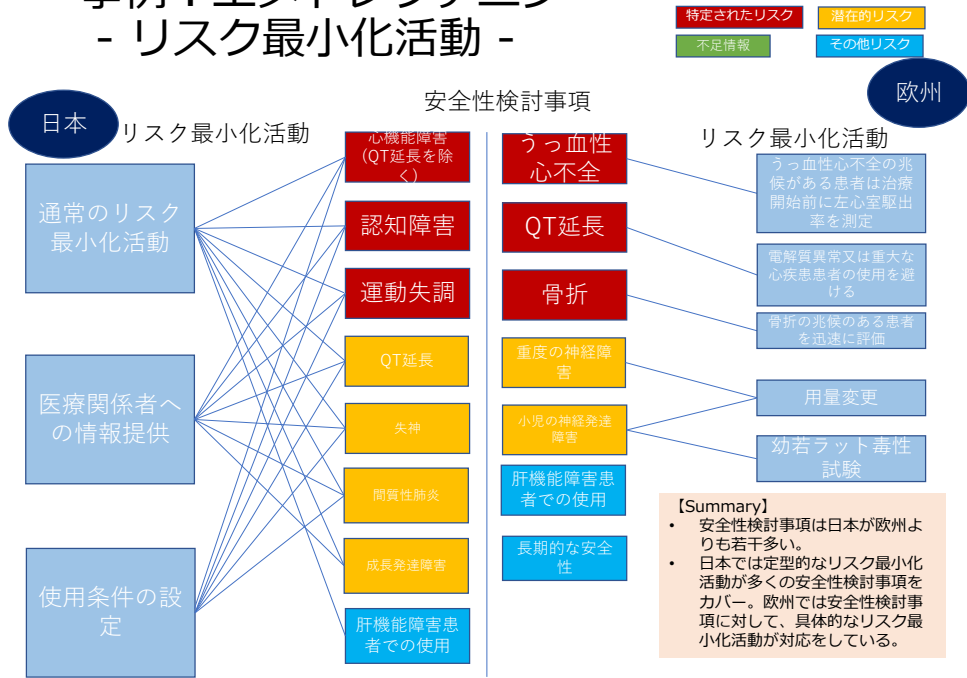 - リスク最小化活動 -
特定されたリスク
潜在的リスク
不足情報
その他リスク
日本
欧州
安全性検討事項
リスク最小化活動
リスク最小化活動
通常のリスク
最小化活動
医療関係者へ
の情報提供
使用条件の設
定
心機能障害
(QT延長を除
く)
認知障害
運動失調
QT延長
失神
間質性肺炎
成長発達障害
肝機能障害患
者での使用
うっ血性
心不全
QT延長
骨折
重度の神経障
害
小児の神経発達
障害
肝機能障害患
者での使用
長期的な安全
性
うっ血性心不全の兆
候がある患者は治療
開始前に左心室駆出
率を測定
電解質異常又は重大な
心疾患患者の使用を避
ける
骨折の兆候のある患者
を迅速に評価
用量変更
幼若ラット毒性
試験
【Summary】
• 安全性検討事項は日本が欧州よ
りも若干多い。
• 日本では定型的なリスク最小化
活動が多くの安全性検討事項を
カバー。欧州では安全性検討事
項に対して、具体的なリスク最
小化活動が対応をしている。